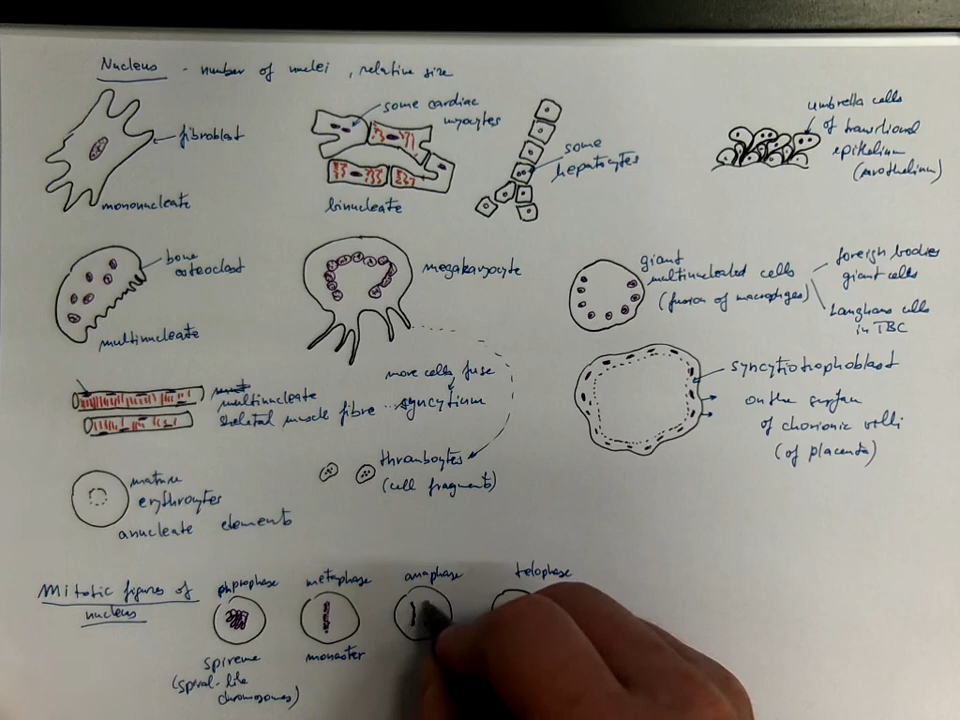 Nucleus - number of nuclei, relative size
fibroblast
mononucleate
some cardiac
myocytes
binucleate
some
hepatocytes
umbrella cells
of transitional
epithelium
(urothelium)
bone
osteoclast
multinucleate
megakaryocyte
giant
multinucleated cells
(fusion of macrophages)
foreign bodies
giant cells
Langhans cells
in TBC
multinucleate
skeletal muscle fibre
more cells fuse
syncytium
syncytiotrophoblast
on the surface
of chorionic villi
(of placenta)
mature
erythrocytes
anucleate elements
thrombocytes
(cell fragments)
Mitotic figures of
nucleus
prophase
metaphase
anaphase
telophase
spireme
(spiral-like
chromosomes)
monaster